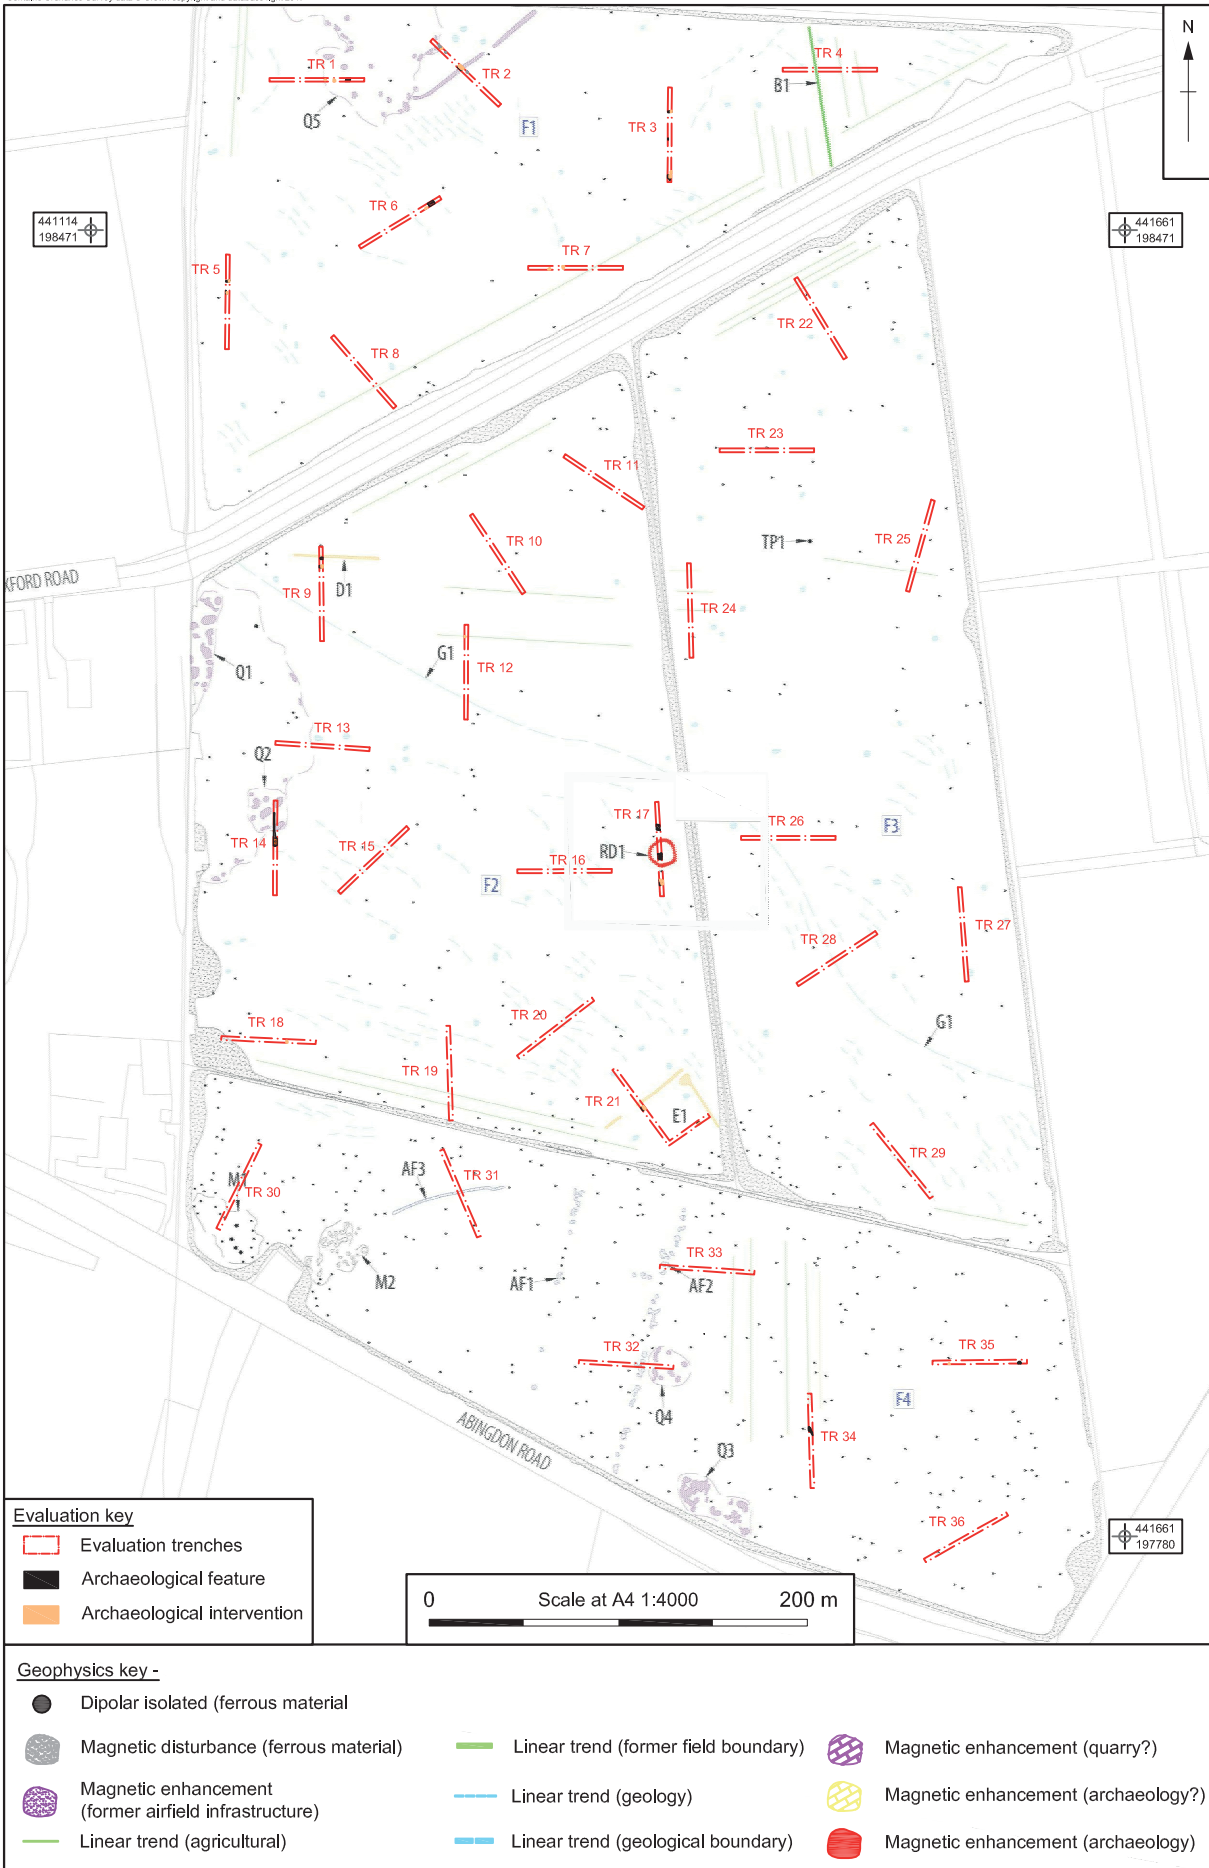 N
TR 1
TR 2
TR 4
B1
Q5
F1
TR 3
TR 6
441114
198471
441661
198471
TR 5
TR 7
TR 22
TR 8
TR 23
TR 11
TR 10
TP1
TR 25
XFORD ROAD
TR 9
D1
TR 24
Q1
G1
TR 12
TR 13
Q2
TR 17
TR 26
F3
TR 14
TR 15
RD1
TR 16
F2
TR 27
TR 28
TR 20
G1
TR 18
TR 19
TR 21
E1
TR 29
AF3
TR 31
M1
TR 30
TR 33
M2
AF1
AF2
TR 32
TR 35
F4
Q4
ABINGDON ROAD
TR 34
Q3
TR 36
441661
197780
Evaluation key
Evaluation trenches
Archaeological feature
Archaeological intervention
0 Scale at A4 1:4000 200 m
Geophysics key -
Dipolar isolated (ferrous material
Magnetic disturbance (ferrous material)
Magnetic enhancement
(former airfield infrastructure)
Linear trend (agricultural)
Linear trend (former field boundary)
Linear trend (geology)
Linear trend (geological boundary)
Magnetic enhancement (quarry?)
Magnetic enhancement (archaeology?)
Magnetic enhancement (archaeology)